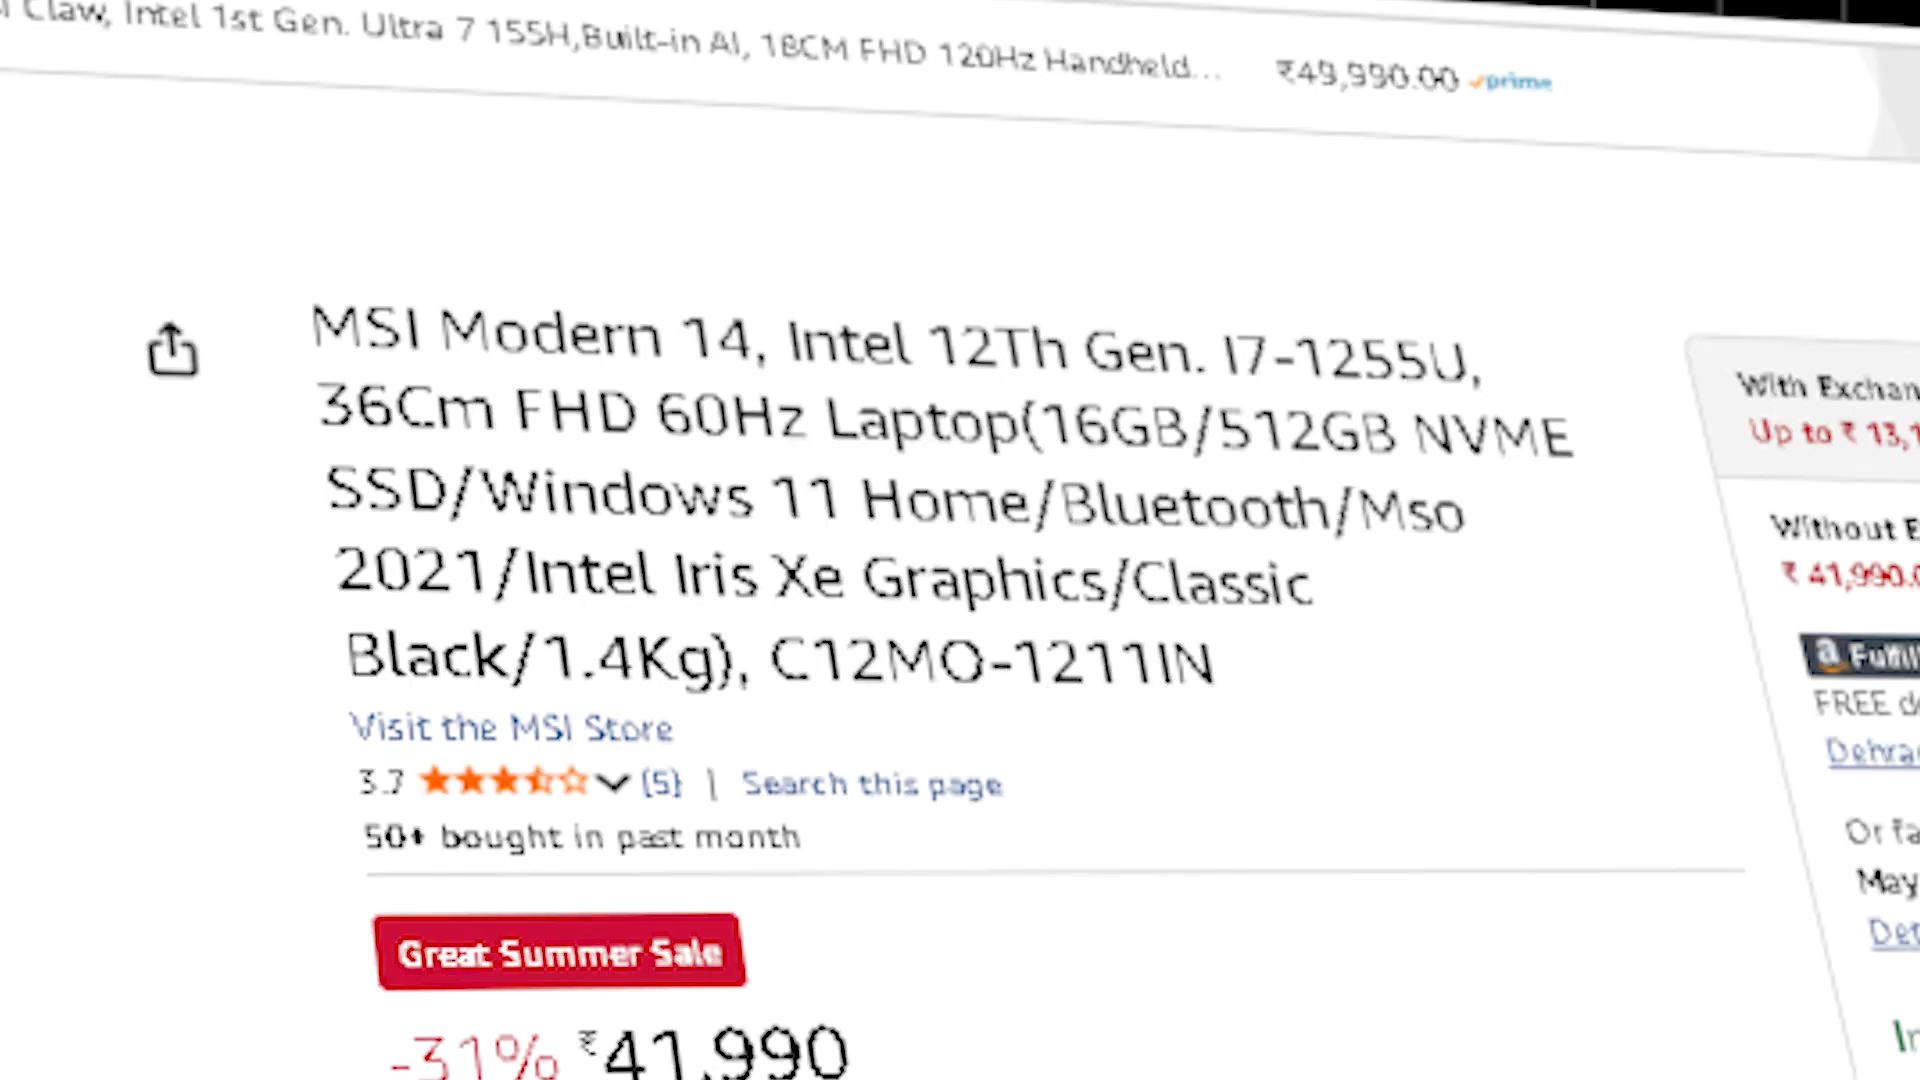 Claw, Intel 1st Gen. Ultra 7 155H,Built-in AI, 18CM FHD 120Hz Handheld... ₹49,990.00 prime
MSI Modern 14, Intel 12Th Gen. I7-1255U,
36Cm FHD 60Hz Laptop(16GB/512GB NVME
SSD/Windows 11 Home/Bluetooth/Mso
2021/Intel Iris Xe Graphics/Classic
Black/1.4Kg), C12MO-1211IN
Visit the MSI Store
3.7 (5) | Search this page
50+ bought in past month
Great Summer Sale
-31% ₹41,990
With Exchan
Up to ₹ 13,1
Without E
₹ 41,990.0
a Fulfill
FREE d
Dehra
Or fa
May
Det
In